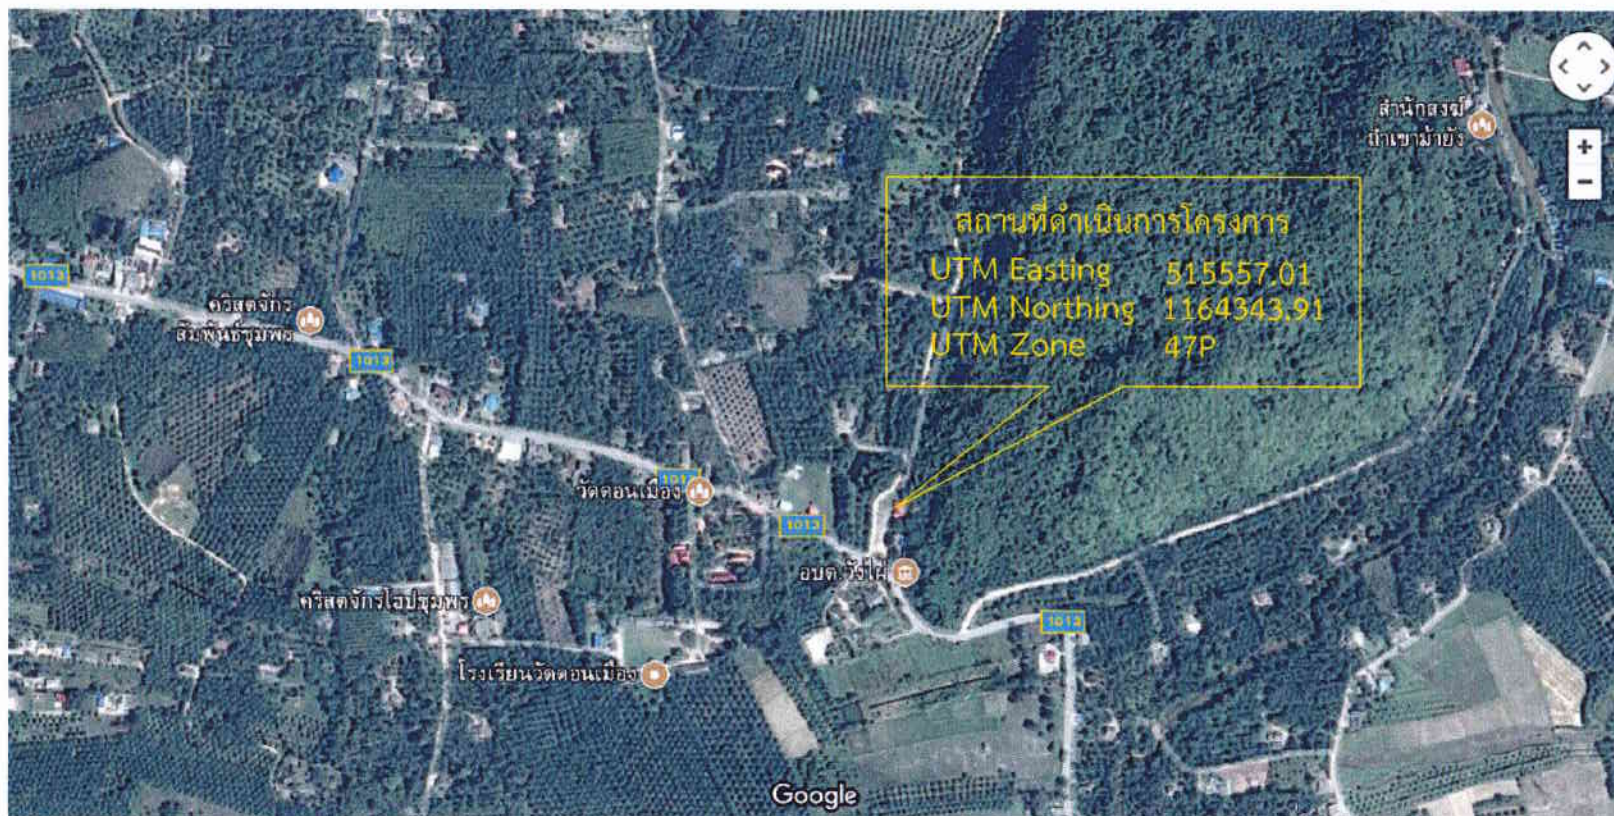 สำนักสงฆ์
ถ้ำเขาม้ายัง
สถานที่ดำเนินการโครงการ
UTM Easting 515557.01
UTM Northing 1164343.91
UTM Zone 47P
1013
คริสตจักร
สัมพันธ์ชุมพร
1013
วัดดอนเมือง
101
1013
อบต.วังไผ่
คริสตจักรโฮปชุมพร
1013
โรงเรียนวัดดอนเมือง
Google